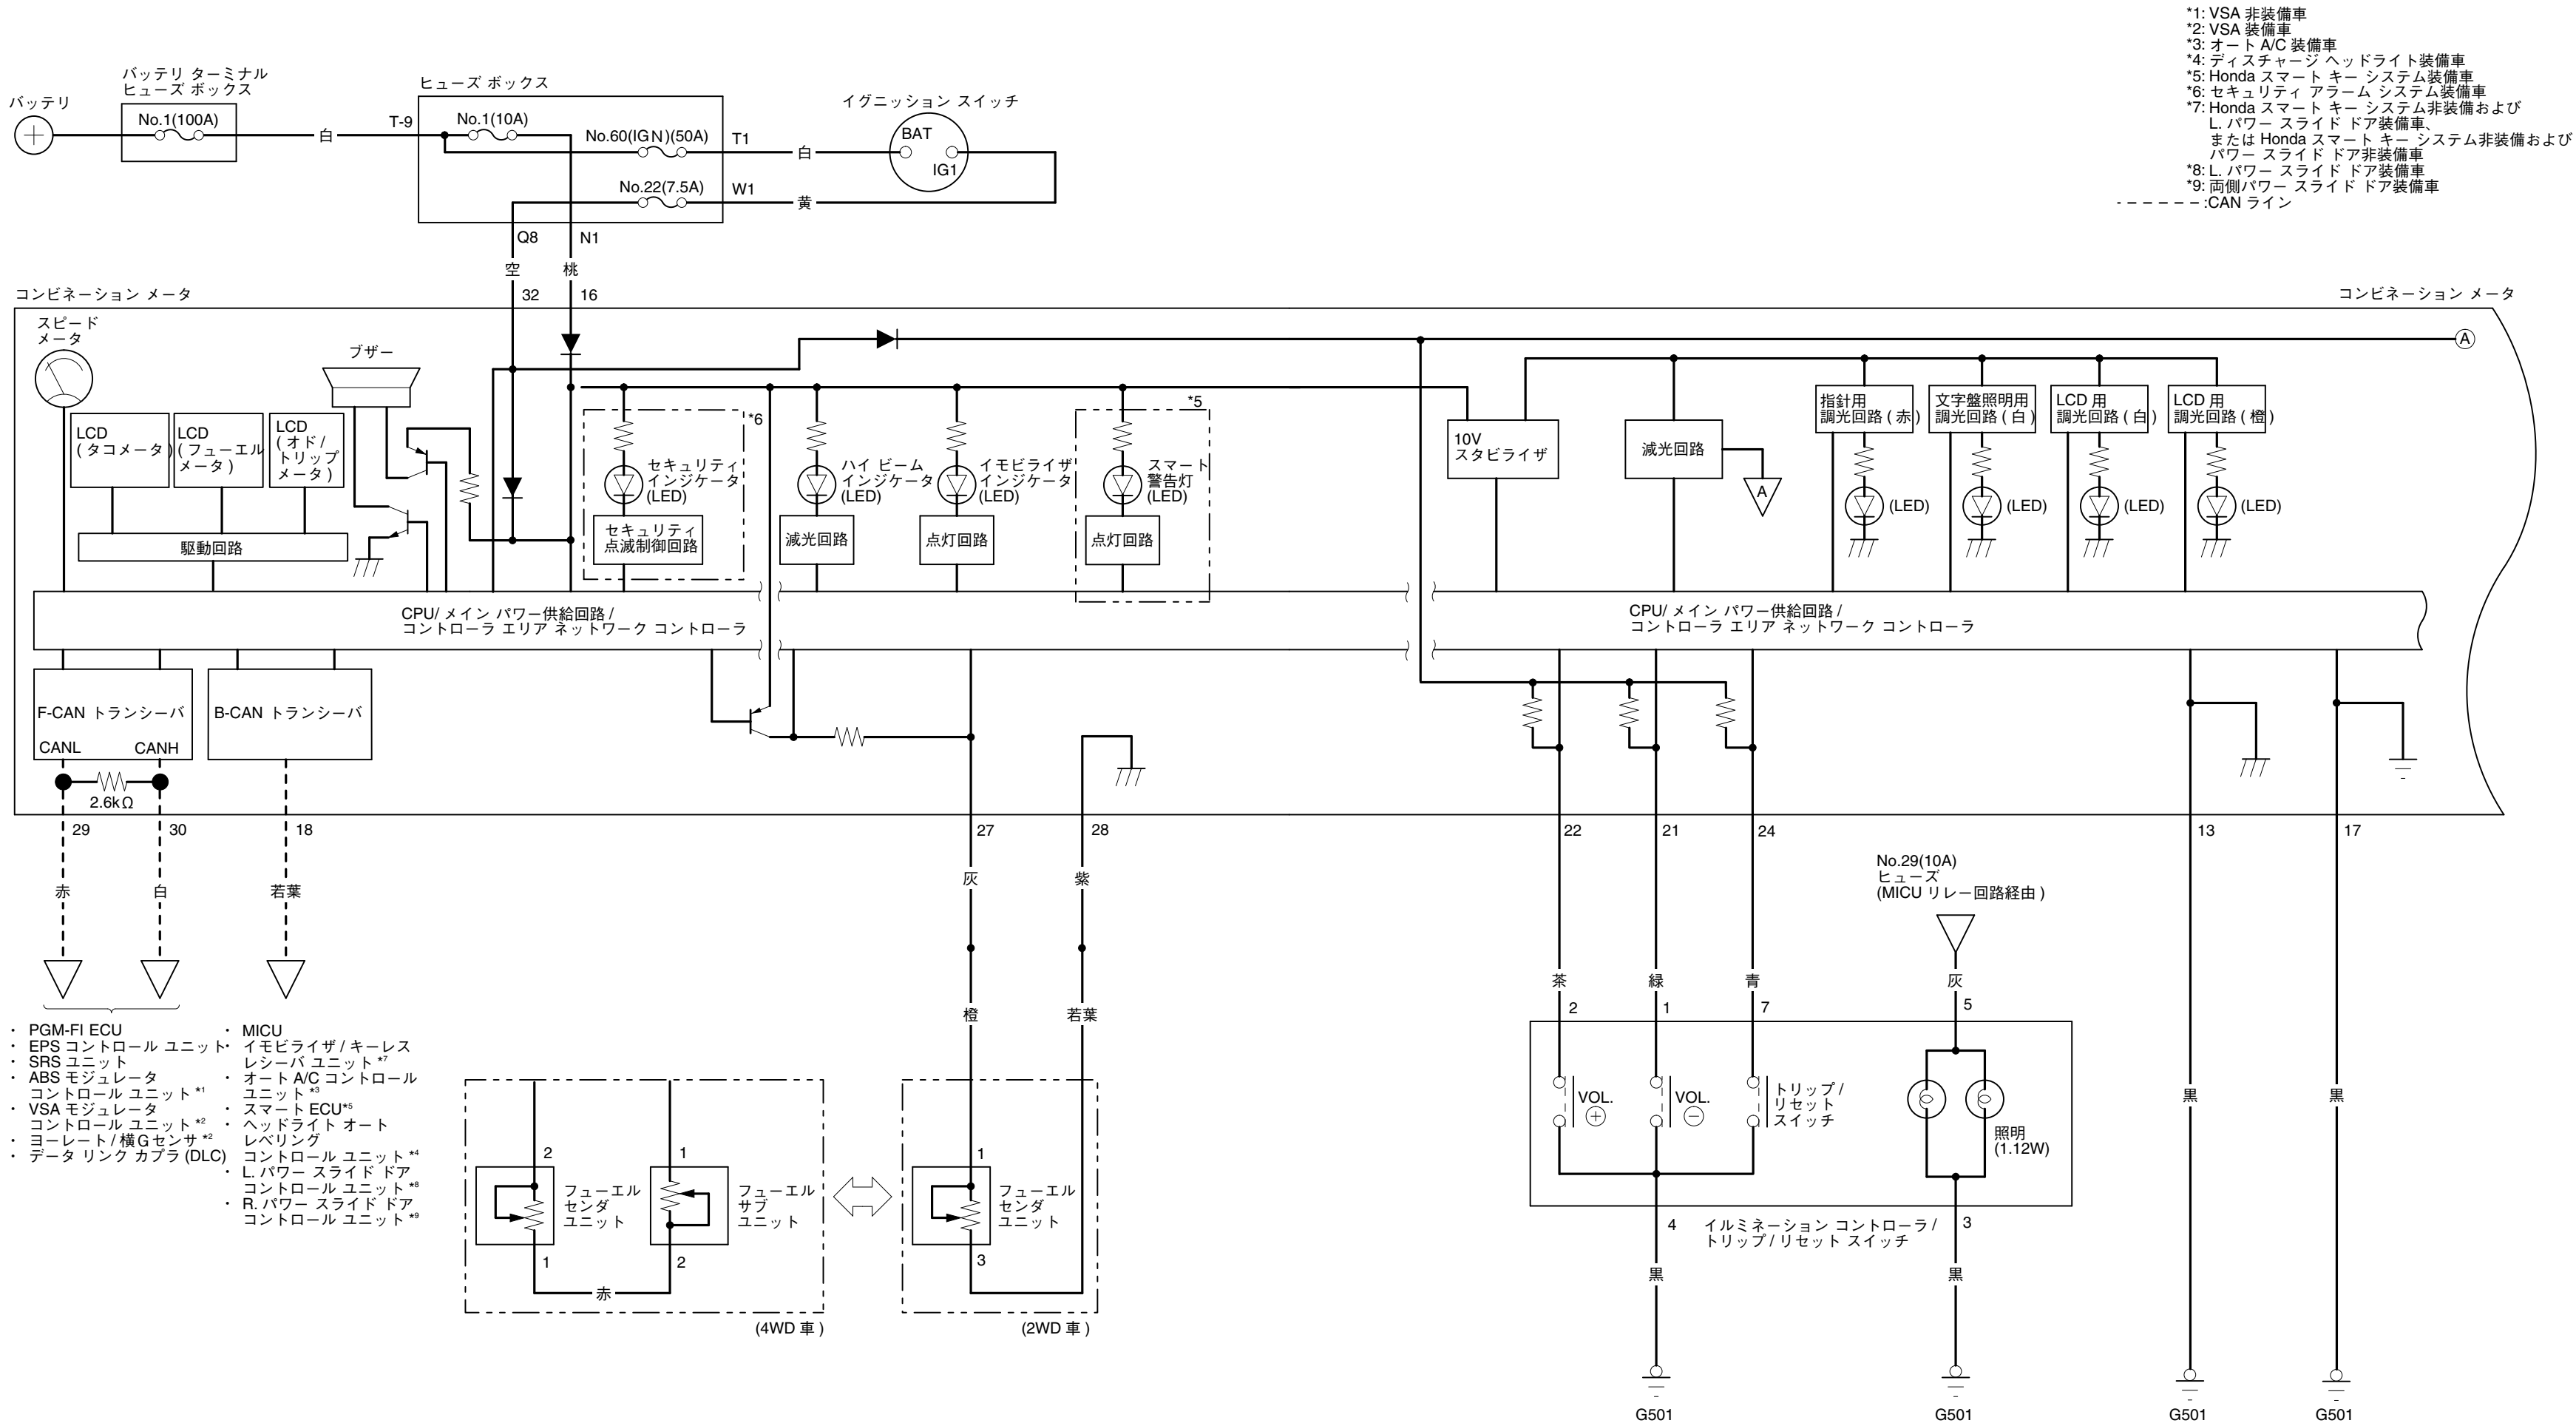 *1: VSA 非装備車
*2: VSA 装備車
*3: オート A/C 装備車
*4: ディスチャージ ヘッドライト装備車
*5: Honda スマート キー システム装備車
*6: セキュリティ アラーム システム装備車
*7: Honda スマート キー システム非装備および
L. パワー スライド ドア装備車、
または Honda スマート キー システム非装備および
パワー スライド ドア非装備車
*8: L. パワー スライド ドア装備車
*9: 両側パワー スライド ドア装備車
------:CAN ライン
バッテリ
バッテリ ターミナル
ヒューズ ボックス
No.1(100A)
白
T-9
ヒューズ ボックス
No.1(10A)
No.60(IGN)(50A)
T1
No.22(7.5A)
W1
白
黄
イグニッション スイッチ
BAT
IG1
Q8
N1
空
桃
32
16
コンビネーション メータ
コンビネーション メータ
スピード
メータ
ブザー
A
LCD
(タコメータ)
LCD
(フューエル
メータ)
LCD
(オド/
トリップ
メータ)
駆動回路
*6
セキュリティ
インジケータ
(LED)
セキュリティ
点滅制御回路
ハイ ビーム
インジケータ
(LED)
減光回路
イモビライザ
インジケータ
(LED)
点灯回路
*5
スマート
警告灯
(LED)
点灯回路
10V
スタビライザ
減光回路
A
指針用
調光回路(赤)
文字盤照明用
調光回路(白)
LCD 用
調光回路(白)
LCD 用
調光回路(橙)
(LED)
(LED)
(LED)
(LED)
CPU/ メイン パワー供給回路 /
コントローラ エリア ネットワーク コントローラ
CPU/ メイン パワー供給回路 /
コントローラ エリア ネットワーク コントローラ
F-CAN トランシーバ
CANL
CANH
B-CAN トランシーバ
2.6kΩ
29
30
18
27
28
22
21
24
13
17
赤
白
若葉
灰
紫
橙
若葉
茶
緑
青
No.29(10A)
ヒューズ
(MICU リレー回路経由)
灰
黒
黒
・ PGM-FI ECU
・ EPS コントロール ユニット
・ SRS ユニット
・ ABS モジュレータ
コントロール ユニット *1
・ VSA モジュレータ
コントロール ユニット *2
・ ヨーレート/横Gセンサ *2
・ データ リンク カプラ (DLC)
・ MICU
・ イモビライザ/キーレス
レシーバ ユニット *7
・ オート A/C コントロール
ユニット *3
・ スマート ECU*5
・ ヘッドライト オート
レベリング
コントロール ユニット *4
・ L. パワー スライド ドア
コントロール ユニット *8
・ R. パワー スライド ドア
コントロール ユニット *9
2
1
フューエル
センダ
ユニット
フューエル
サブ
ユニット
1
2
赤
(4WD 車)
1
フューエル
センダ
ユニット
3
(2WD 車)
2
1
7
5
VOL.
+
VOL.
−
トリップ/
リセット
スイッチ
照明
(1.12W)
4
3
イルミネーション コントローラ/
トリップ/リセット スイッチ
黒
黒
G501
G501
G501
G501